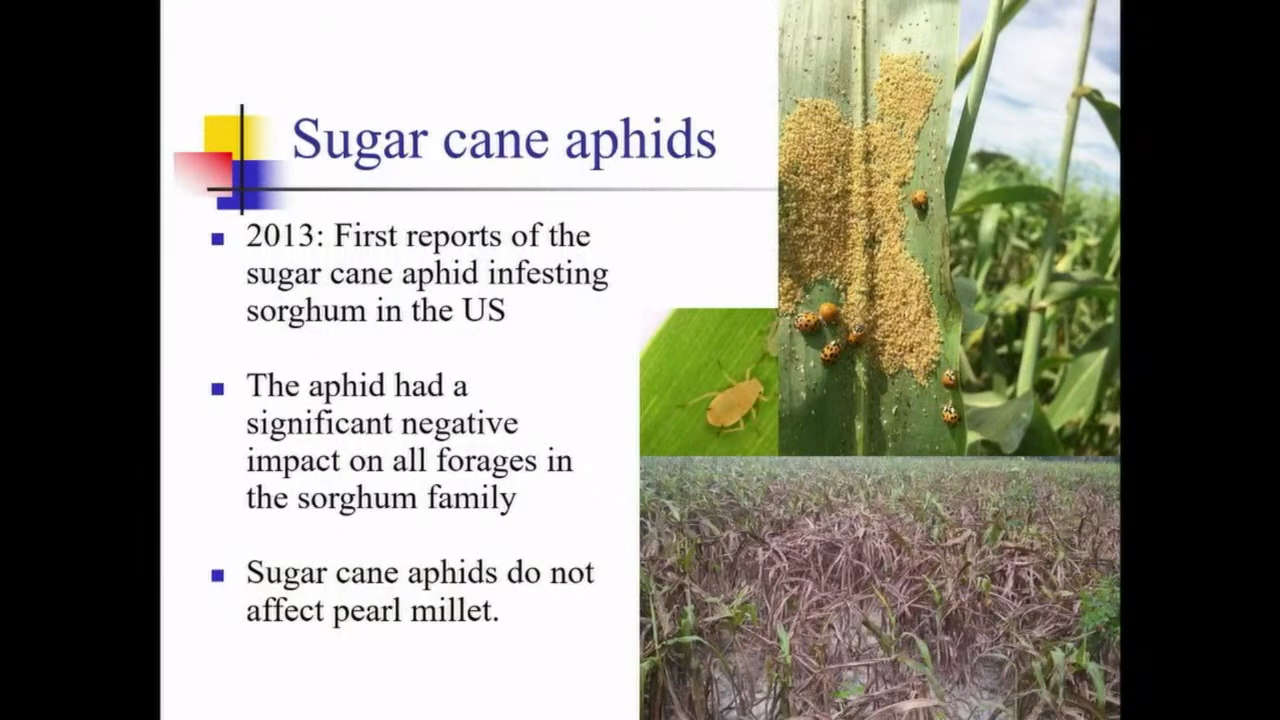 Sugar cane aphids
2013: First reports of the
sugar cane aphid infesting
sorghum in the US
The aphid had a
significant negative
impact on all forages in
the sorghum family
Sugar cane aphids do not
affect pearl millet.